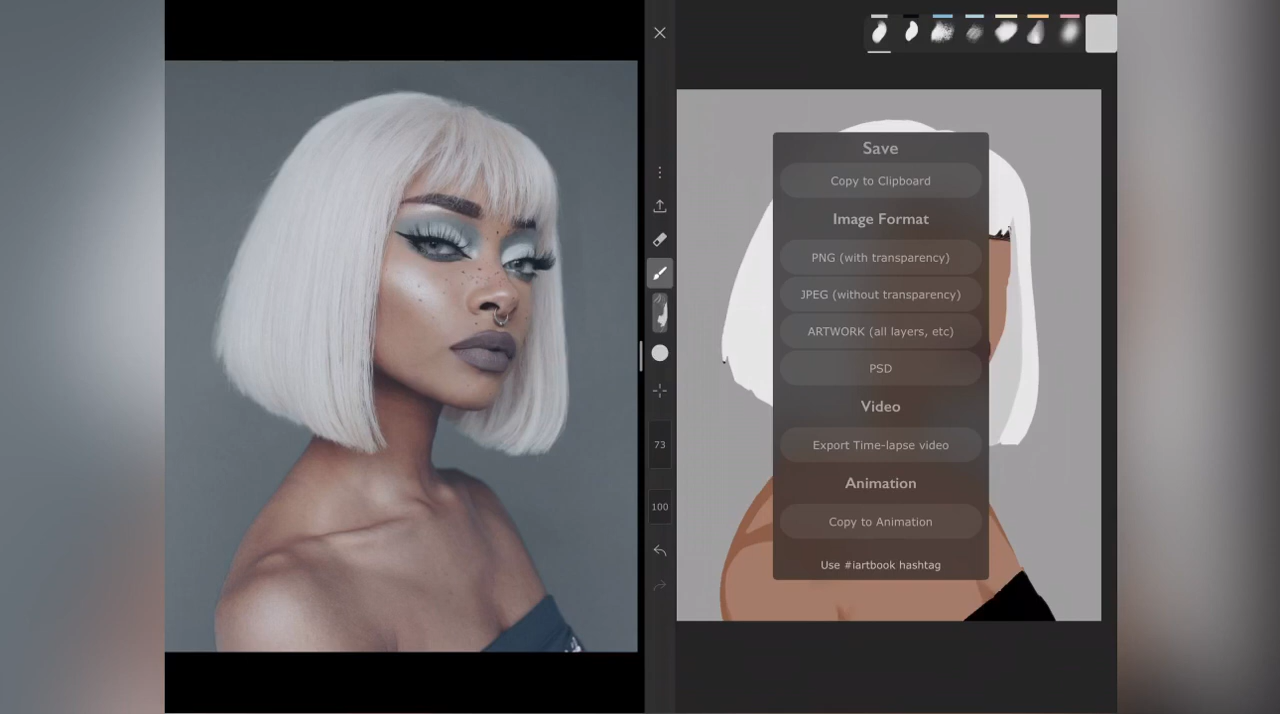 Save
Copy to Clipboard
Image Format
PNG (with transparency)
JPEG (without transparency)
ARTWORK (all layers, etc)
PSD
Video
Export Time-lapse video
Animation
Copy to Animation
Use #iartbook hashtag
73
100